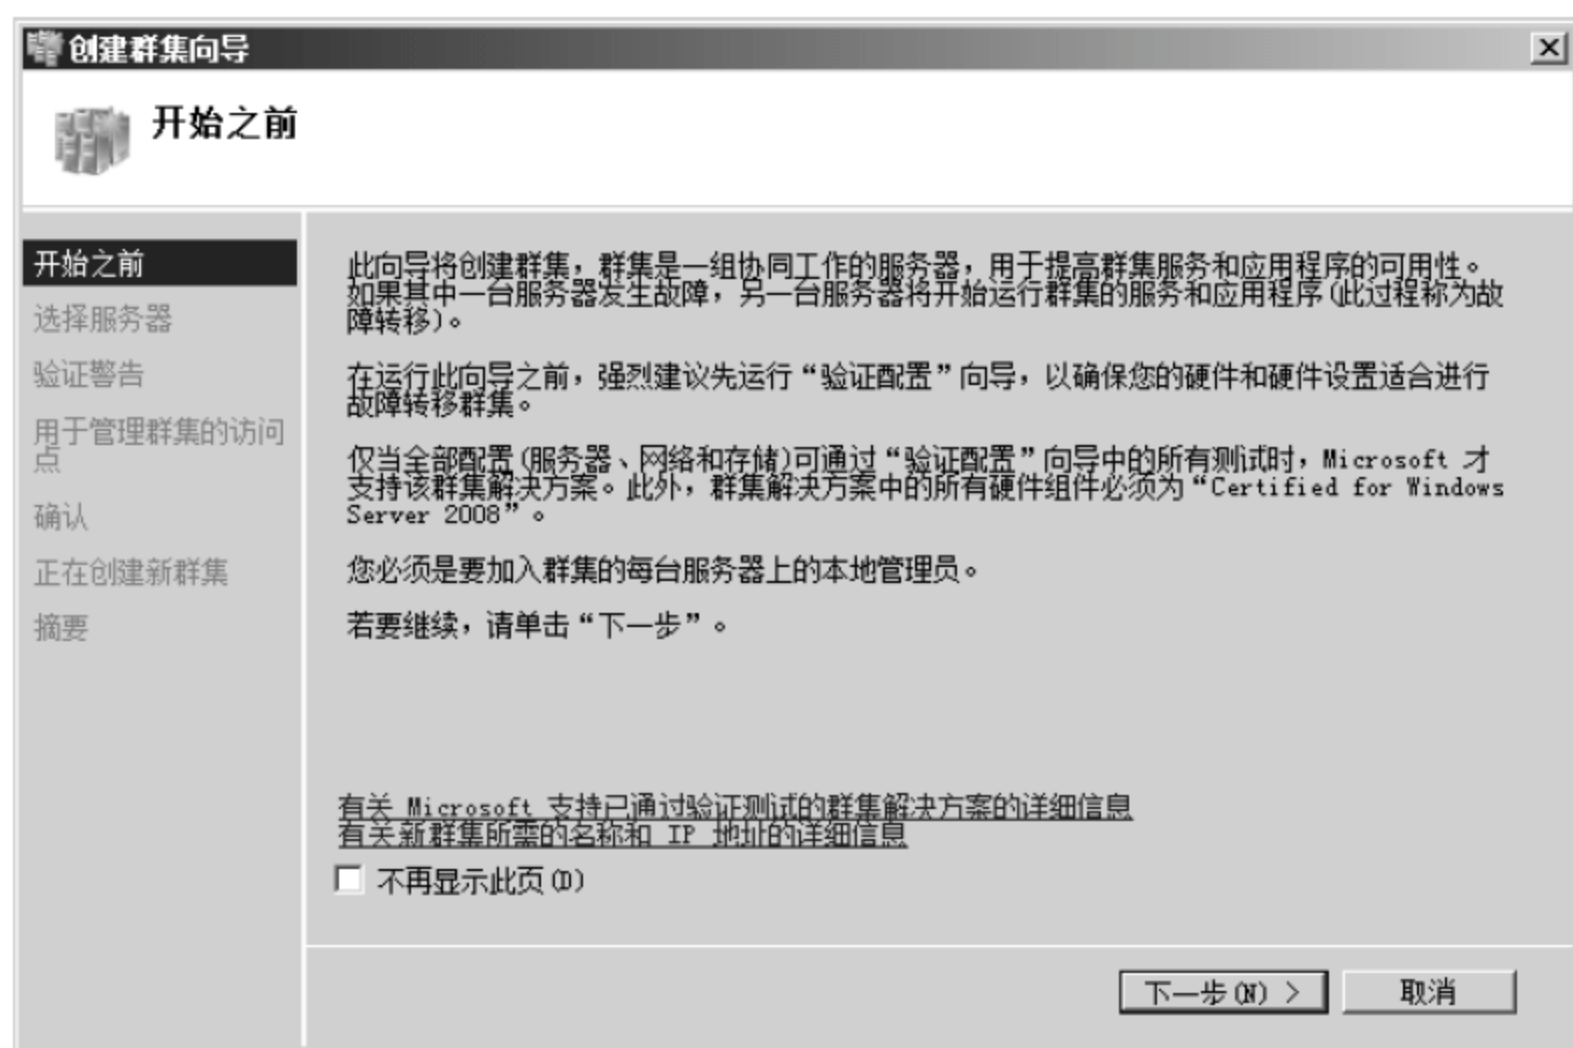 创建群集向导
开始之前
开始之前
选择服务器
验证警告
用于管理群集的访问
点
确认
正在创建新群集
摘要
此向导将创建群集，群集是一组协同工作的服务器，用于提高群集服务和应用程序的可用性。
如果其中一台服务器发生故障，另一台服务器将开始运行群集的服务和应用程序(此过程称为故
障转移)。
在运行此向导之前，强烈建议先运行“验证配置”向导，以确保您的硬件和硬件设置适合进行
故障转移群集。
仅当全部配置(服务器、网络和存储)可通过“验证配置”向导中的所有测试时，Microsoft 才
支持该群集解决方案。此外，群集解决方案中的所有硬件组件必须为“Certified for Windows
Server 2008”。
您必须是要加入群集的每台服务器上的本地管理员。
若要继续，请单击“下一步”。
有关 Microsoft 支持已通过验证测试的群集解决方案的详细信息
有关新群集所需的名称和 IP 地址的详细信息
不再显示此页(D)
下一步(N) >
取消